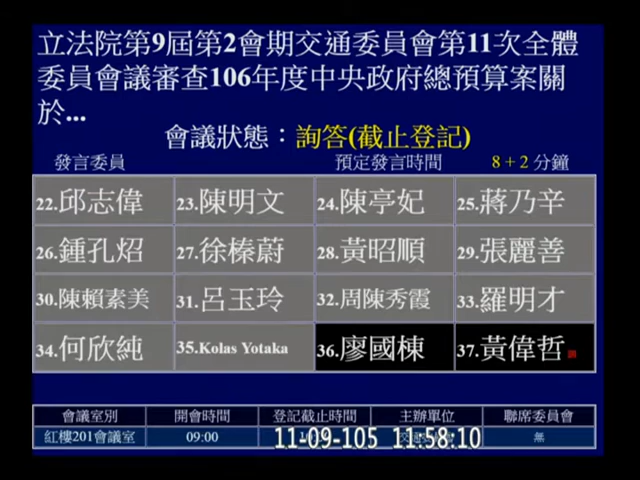 立法院第9屆第2會期交通委員會第11次全體
委員會議審查106年度中央政府總預算案關
於...
會議狀態：詢答(截止登記)
發言委員 預定發言時間 8 + 2 分鐘
22.邱志偉 23.陳明文 24.陳亭妃 25.蔣乃辛
26.鍾孔炤 27.徐榛蔚 28.黃昭順 29.張麗善
30.陳賴素美 31.呂玉玲 32.周陳秀霞 33.羅明才
34.何欣純 35.Kolas Yotaka 36.廖國棟 37.黃偉哲
會議室別 開會時間 登記截止時間 主辦單位 聯席委員會
紅樓201會議室 09:00 無
11-09-105 11:58:10